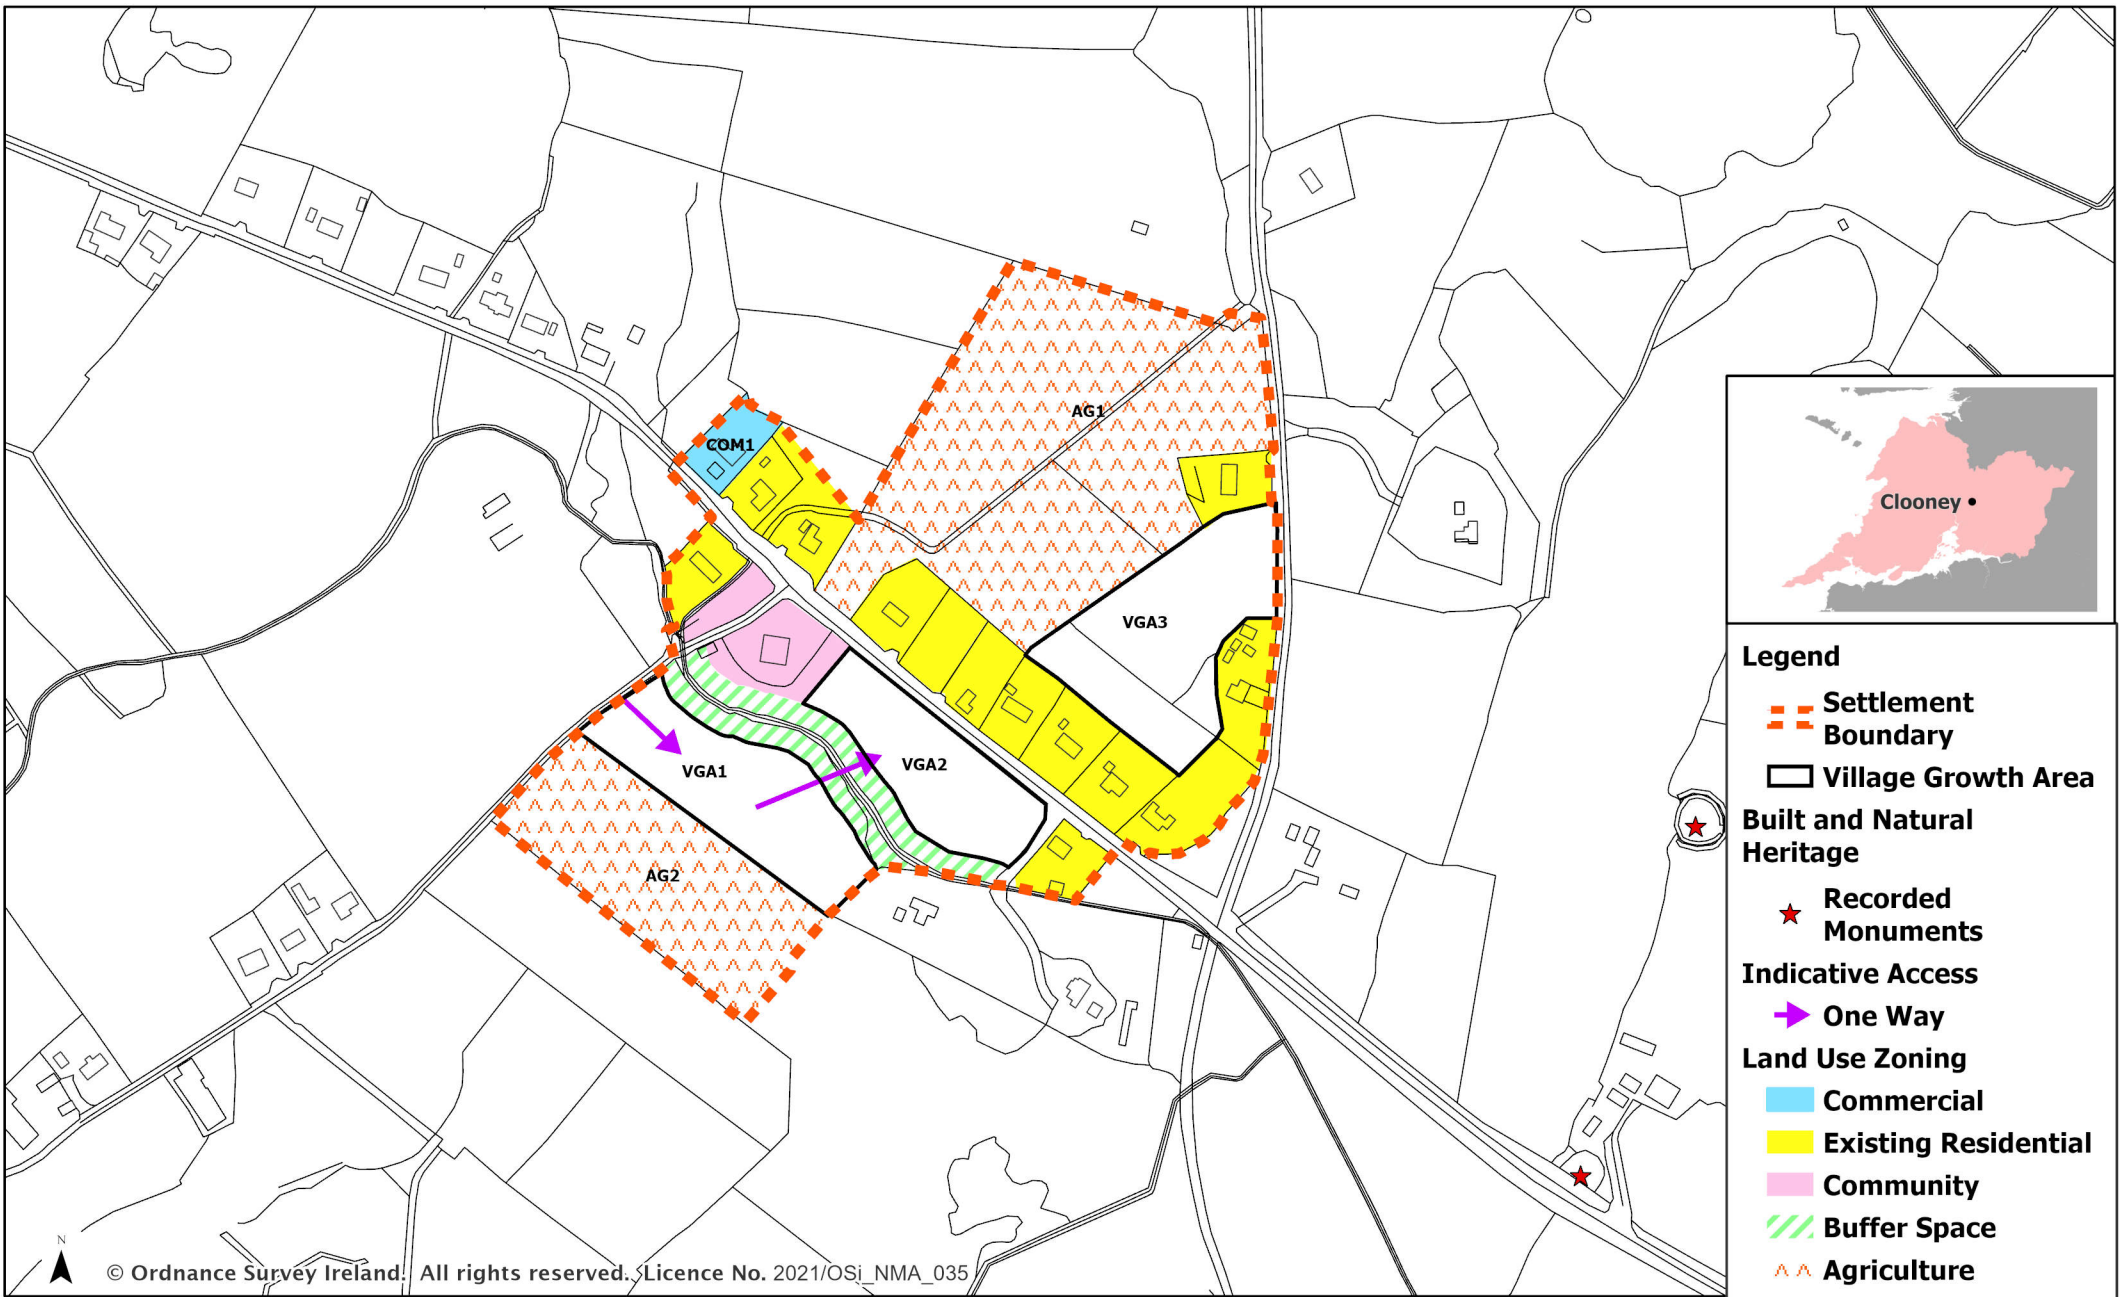 AG1
COM1
VGA3
VGA1
VGA2
AG2
Clooney
Legend
Settlement
Boundary
Village Growth Area
Built and Natural
Heritage
Recorded
Monuments
Indicative Access
One Way
Land Use Zoning
Commercial
Existing Residential
Community
Buffer Space
Agriculture
N
© Ordnance Survey Ireland. All rights reserved. Licence No. 2021/OSi_NMA_035